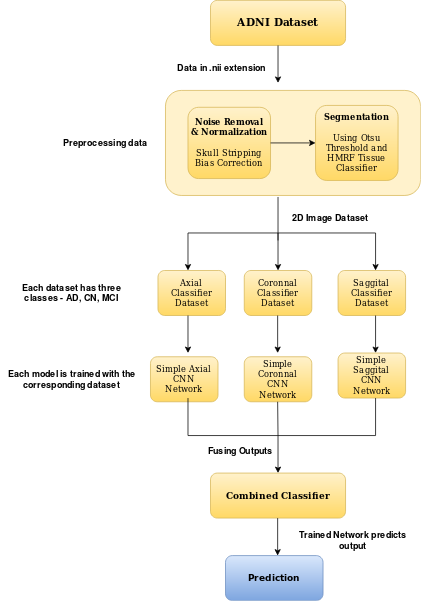 ADNI Dataset
Data in .nii extension
Preprocessing data
Noise Removal
& Normalization
Skull Stripping
Bias Correction
Segmentation
Using Otsu
Threshold and
HMRF Tissue
Classifier
2D Image Dataset
Each dataset has three
classes - AD, CN, MCI
Axial
Classifier
Dataset
Coronnal
Classifier
Dataset
Saggital
Classifier
Dataset
Each model is trained with the
corresponding dataset
Simple Axial
CNN
Network
Simple
Coronnal
CNN
Network
Simple
Saggital
CNN
Network
Fusing Outputs
Combined Classifier
Trained Network predicts
output
Prediction